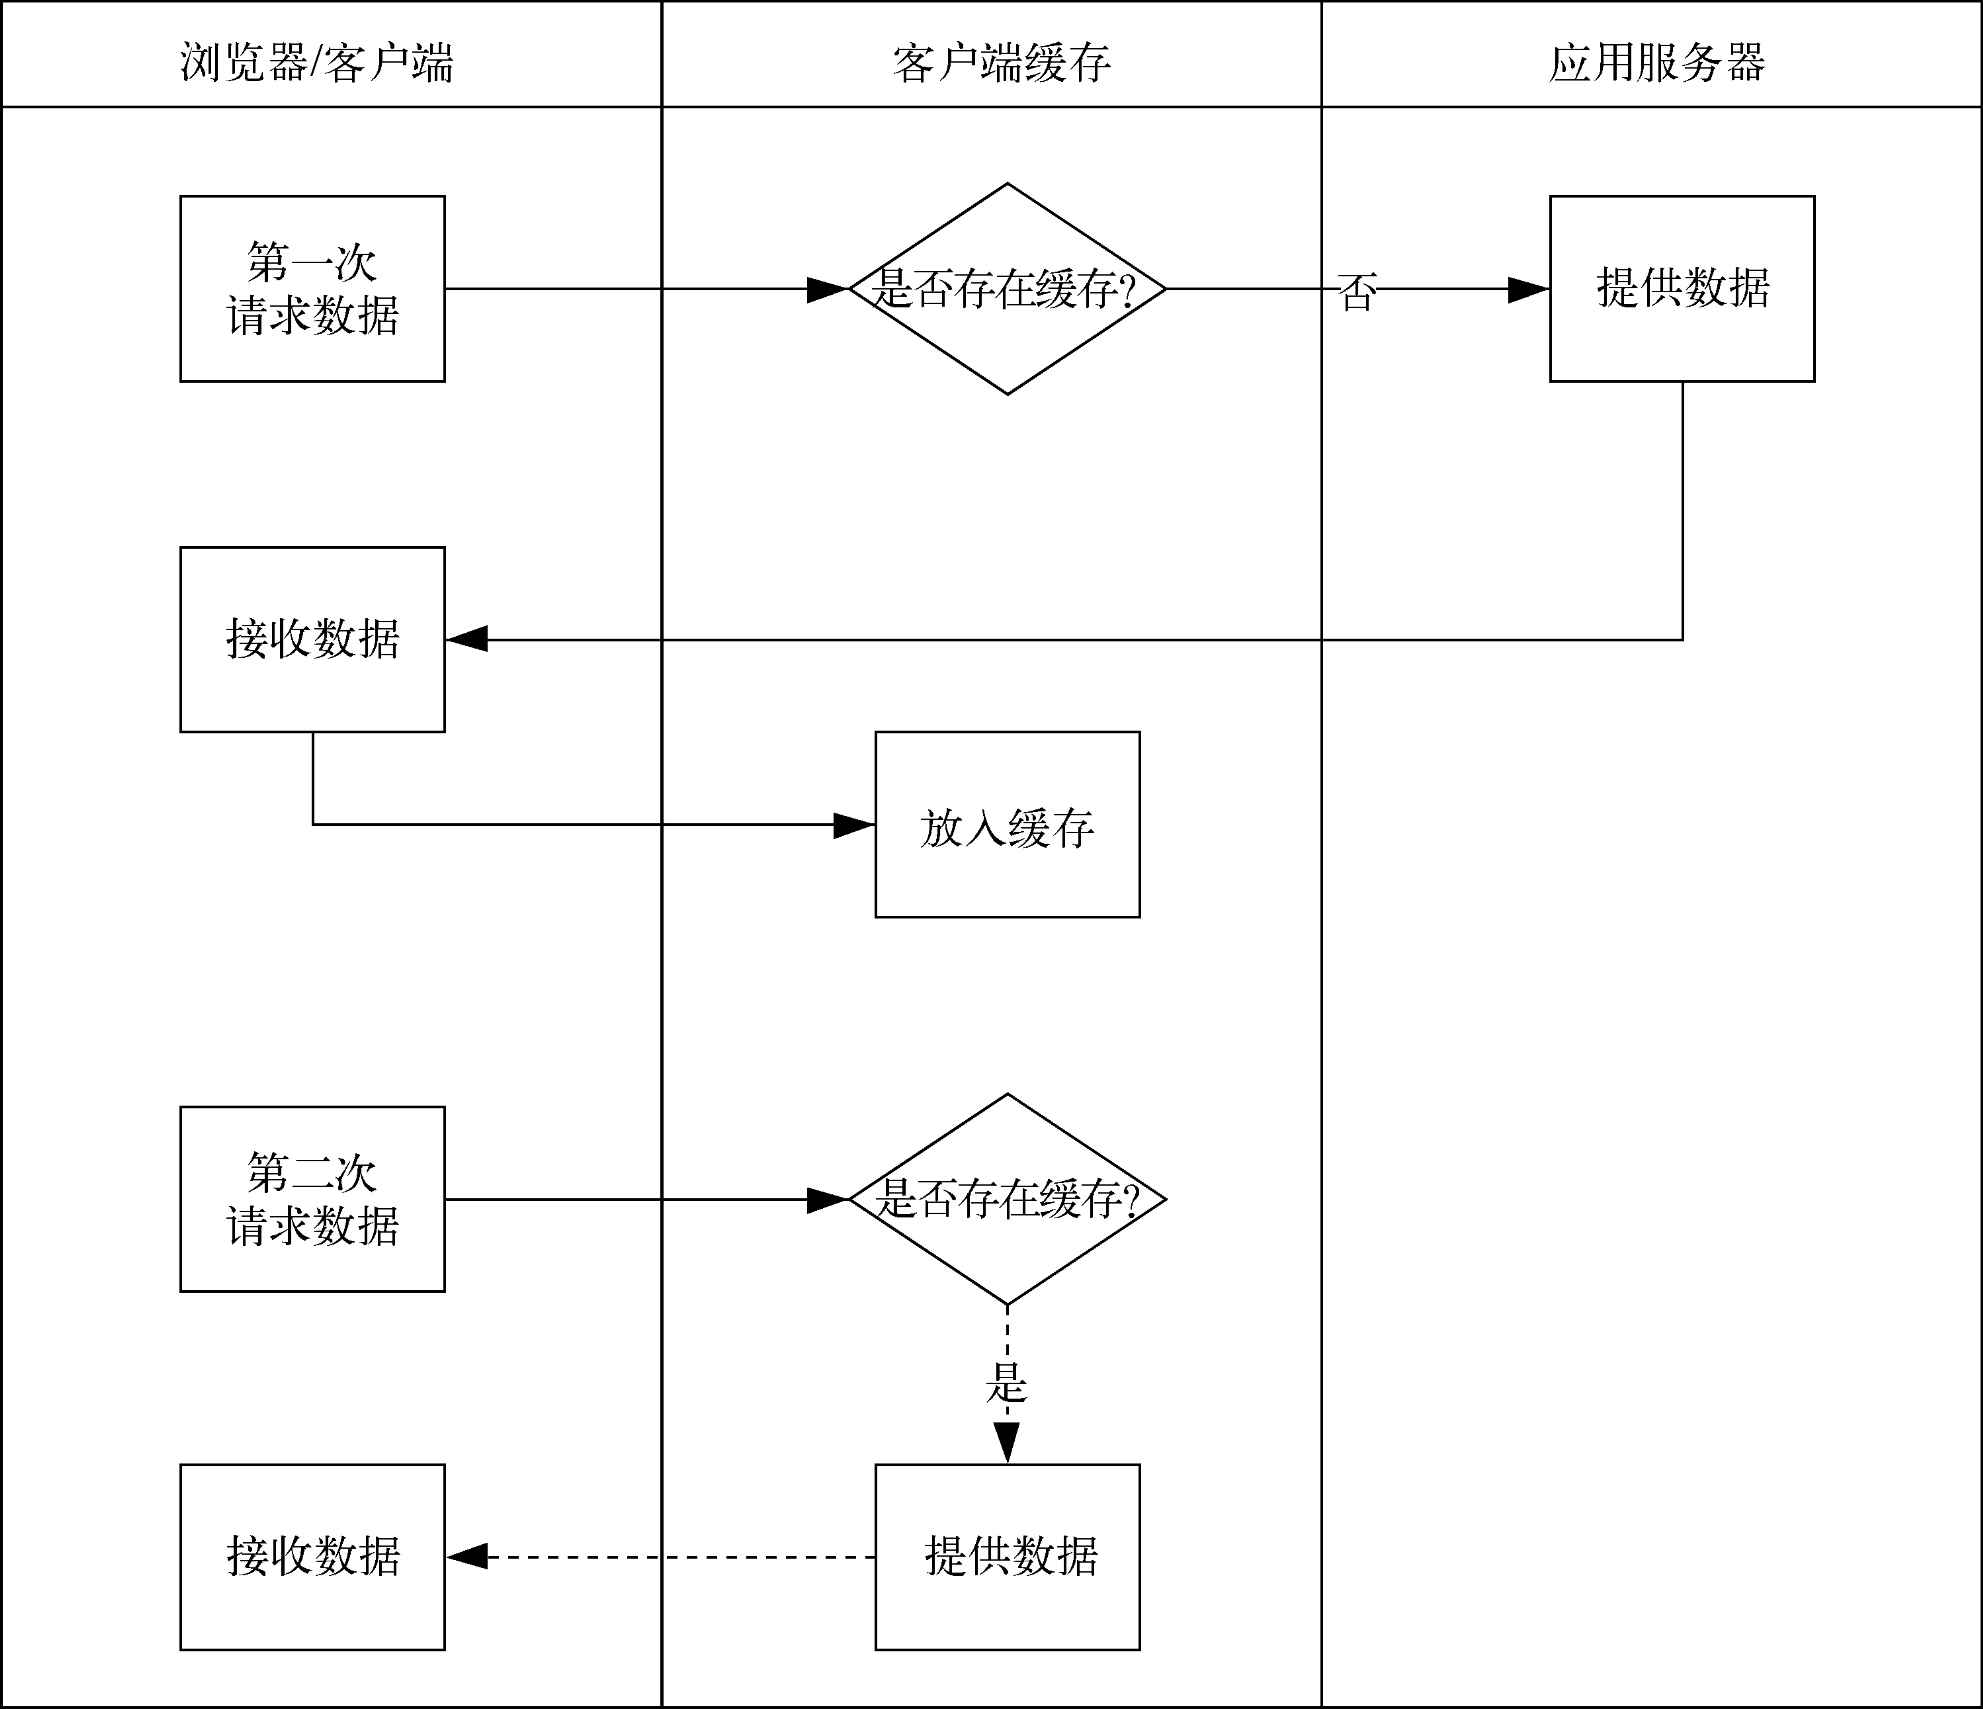 浏览器/客户端
客户端缓存
应用服务器
第一次
请求数据
是否存在缓存?
否
提供数据
接收数据
放入缓存
第二次
请求数据
是否存在缓存?
是
接收数据
提供数据